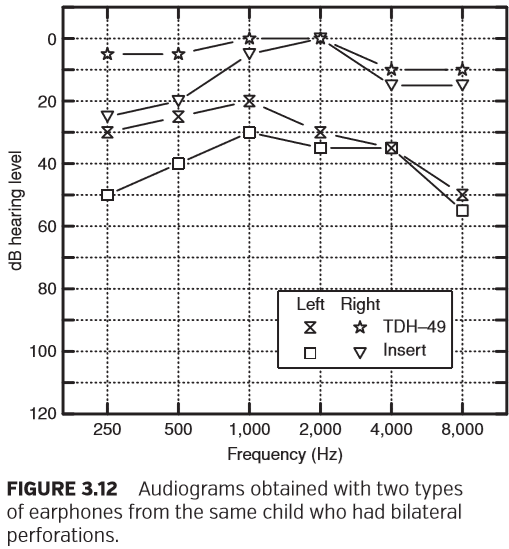 0
20
40
60
80
100
120
dB hearing level
Left Right
TDH–49
Insert
250 500 1,000 2,000 4,000 8,000
Frequency (Hz)
FIGURE 3.12 Audiograms obtained with two types
of earphones from the same child who had bilateral
perforations.